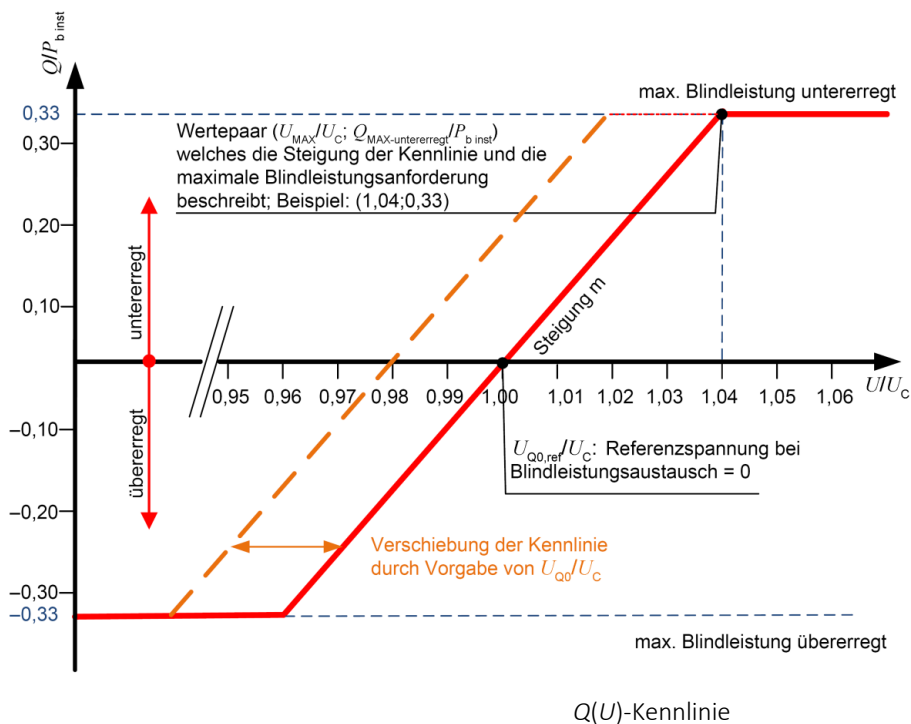 Q/P b inst
0,33
0,30
0,20
0,10
−0,10
−0,20
−0,30
−0,33
max. Blindleistung untererregt
Wertepaar (U MAX/U C; Q MAX-untererregt/P b inst)
welches die Steigung der Kennlinie und die
maximale Blindleistungsanforderung
beschreibt; Beispiel: (1,04;0,33)
untererregt
übererregt
Steigung m
0,95 0,96 0,97 0,98 0,99 1,00 1,01 1,02 1,03 1,04 1,05 1,06
U/U C
U Q0,ref/U C: Referenzspannung bei
Blindleistungsaustausch = 0
Verschiebung der Kennlinie
durch Vorgabe von U Q0/U C
max. Blindleistung übererregt
Q(U)-Kennlinie